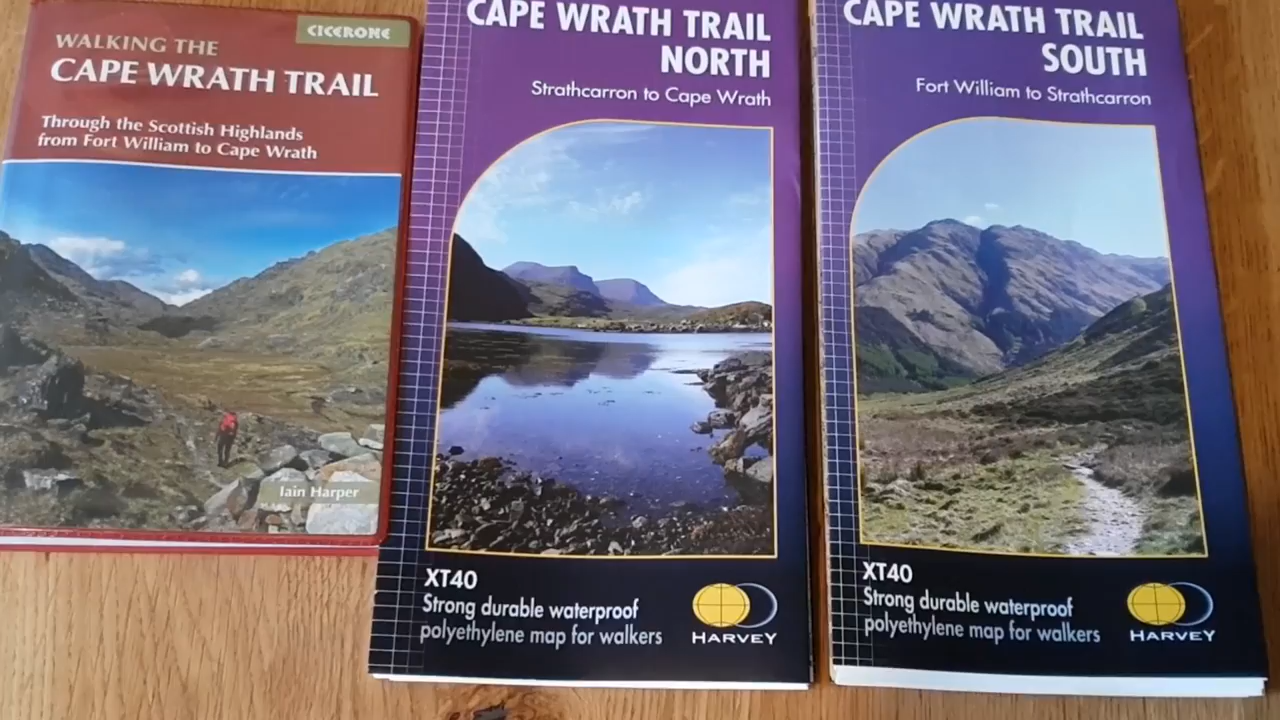 CICERONE
WALKING THE
CAPE WRATH TRAIL
Through the Scottish Highlands
from Fort William to Cape Wrath
Iain Harper
CAPE WRATH TRAIL
NORTH
Strathcarron to Cape Wrath
XT40
Strong durable waterproof
polyethylene map for walkers
HARVEY
CAPE WRATH TRAIL
SOUTH
Fort William to Strathcarron
XT40
Strong durable waterproof
polyethylene map for walkers
HARVEY